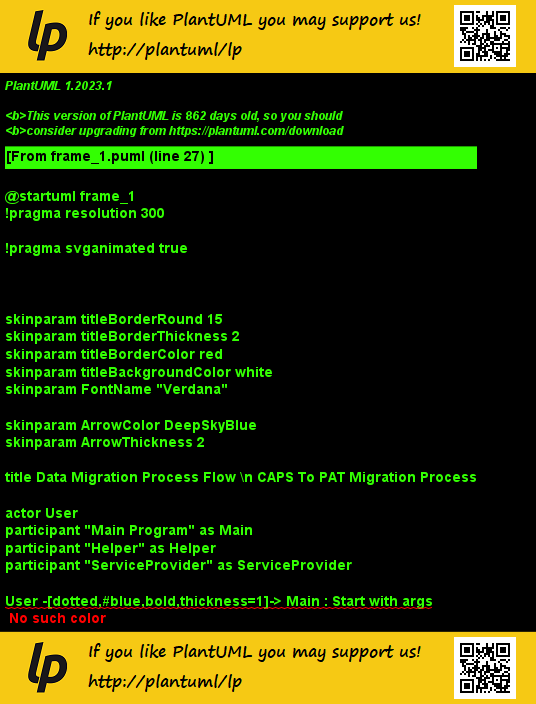 lp
If you like PlantUML you may support us!
http://plantuml/lp
PlantUML 1.2023.1
<b>This version of PlantUML is 862 days old, so you should
<b>consider upgrading from https://plantuml.com/download
[From frame_1.puml (line 27) ]
@startuml frame_1
!pragma resolution 300
!pragma svganimated true
skinparam titleBorderRound 15
skinparam titleBorderThickness 2
skinparam titleBorderColor red
skinparam titleBackgroundColor white
skinparam FontName "Verdana"
skinparam ArrowColor DeepSkyBlue
skinparam ArrowThickness 2
title Data Migration Process Flow \n CAPS To PAT Migration Process
actor User
participant "Main Program" as Main
participant "Helper" as Helper
participant "ServiceProvider" as ServiceProvider
User -[dotted,#blue,bold,thickness=1]-> Main : Start with args
No such color
lp
If you like PlantUML you may support us!
http://plantuml/lp